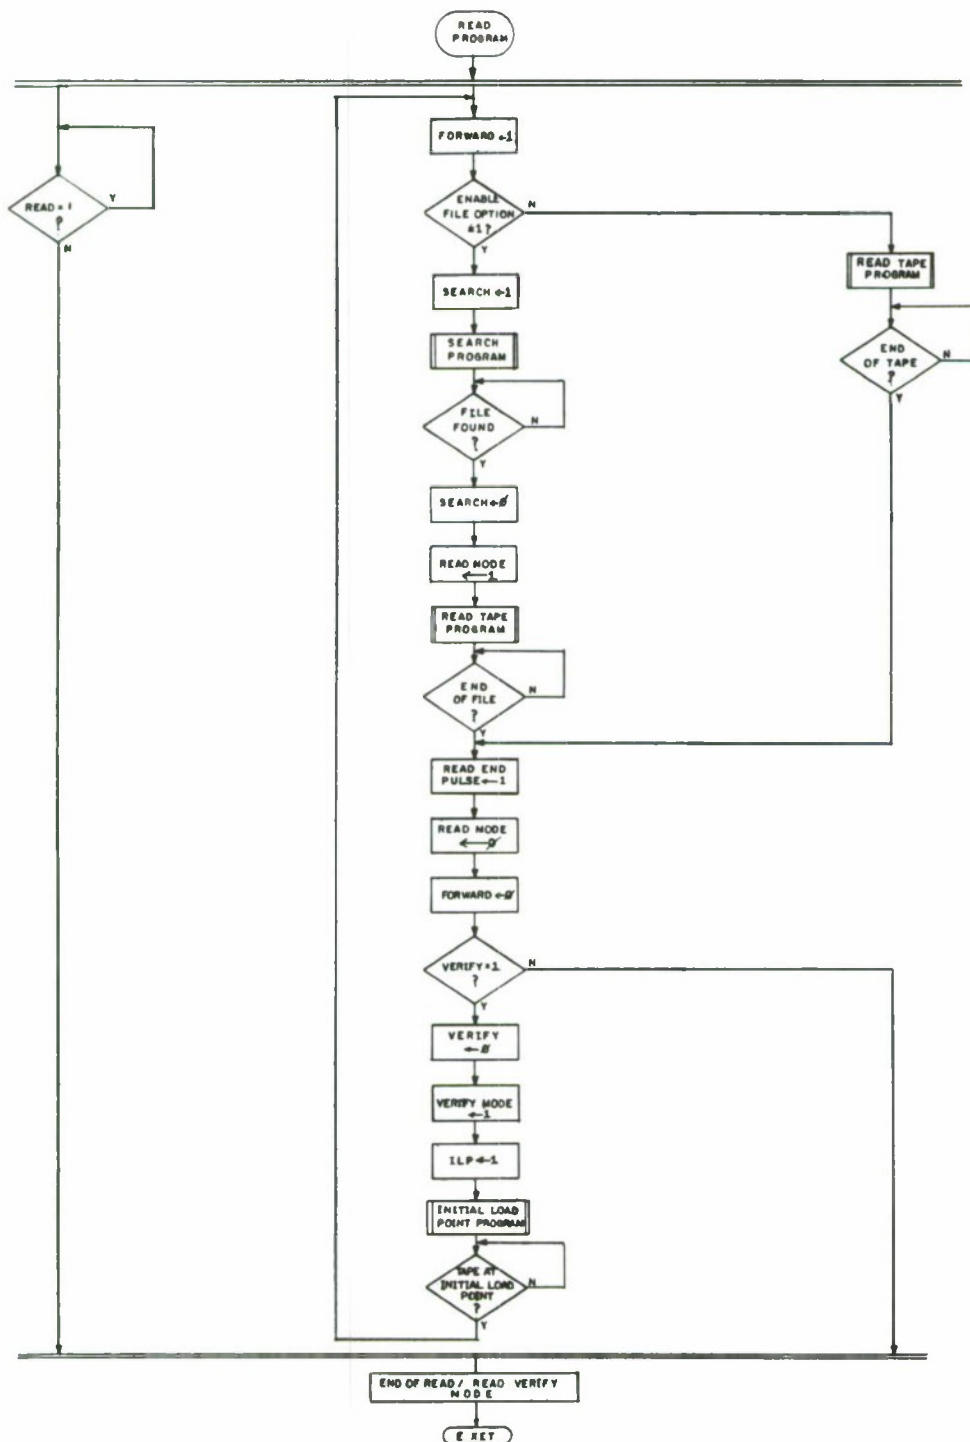 READ
PROGRAM
FORWARD ←1
READ = 1
?
Y
N
ENABLE
FILE OPTION
=1?
N
Y
READ TAPE
PROGRAM
SEARCH ←1
SEARCH
PROGRAM
END
OF TAPE
?
N
Y
FILE
FOUND
?
N
Y
SEARCH ←Ø
READ MODE
←1
READ TAPE
PROGRAM
END
OF FILE
?
N
Y
READ END
PULSE ←1
READ MODE
←Ø
FORWARD ←Ø
VERIFY=1
?
N
Y
VERIFY
←Ø
VERIFY MODE
←1
ILP ←1
INITIAL LOAD
POINT PROGRAM
TAPE AT
INITIAL LOAD
POINT
?
N
Y
END OF READ / READ VERIFY
MODE
EXIT